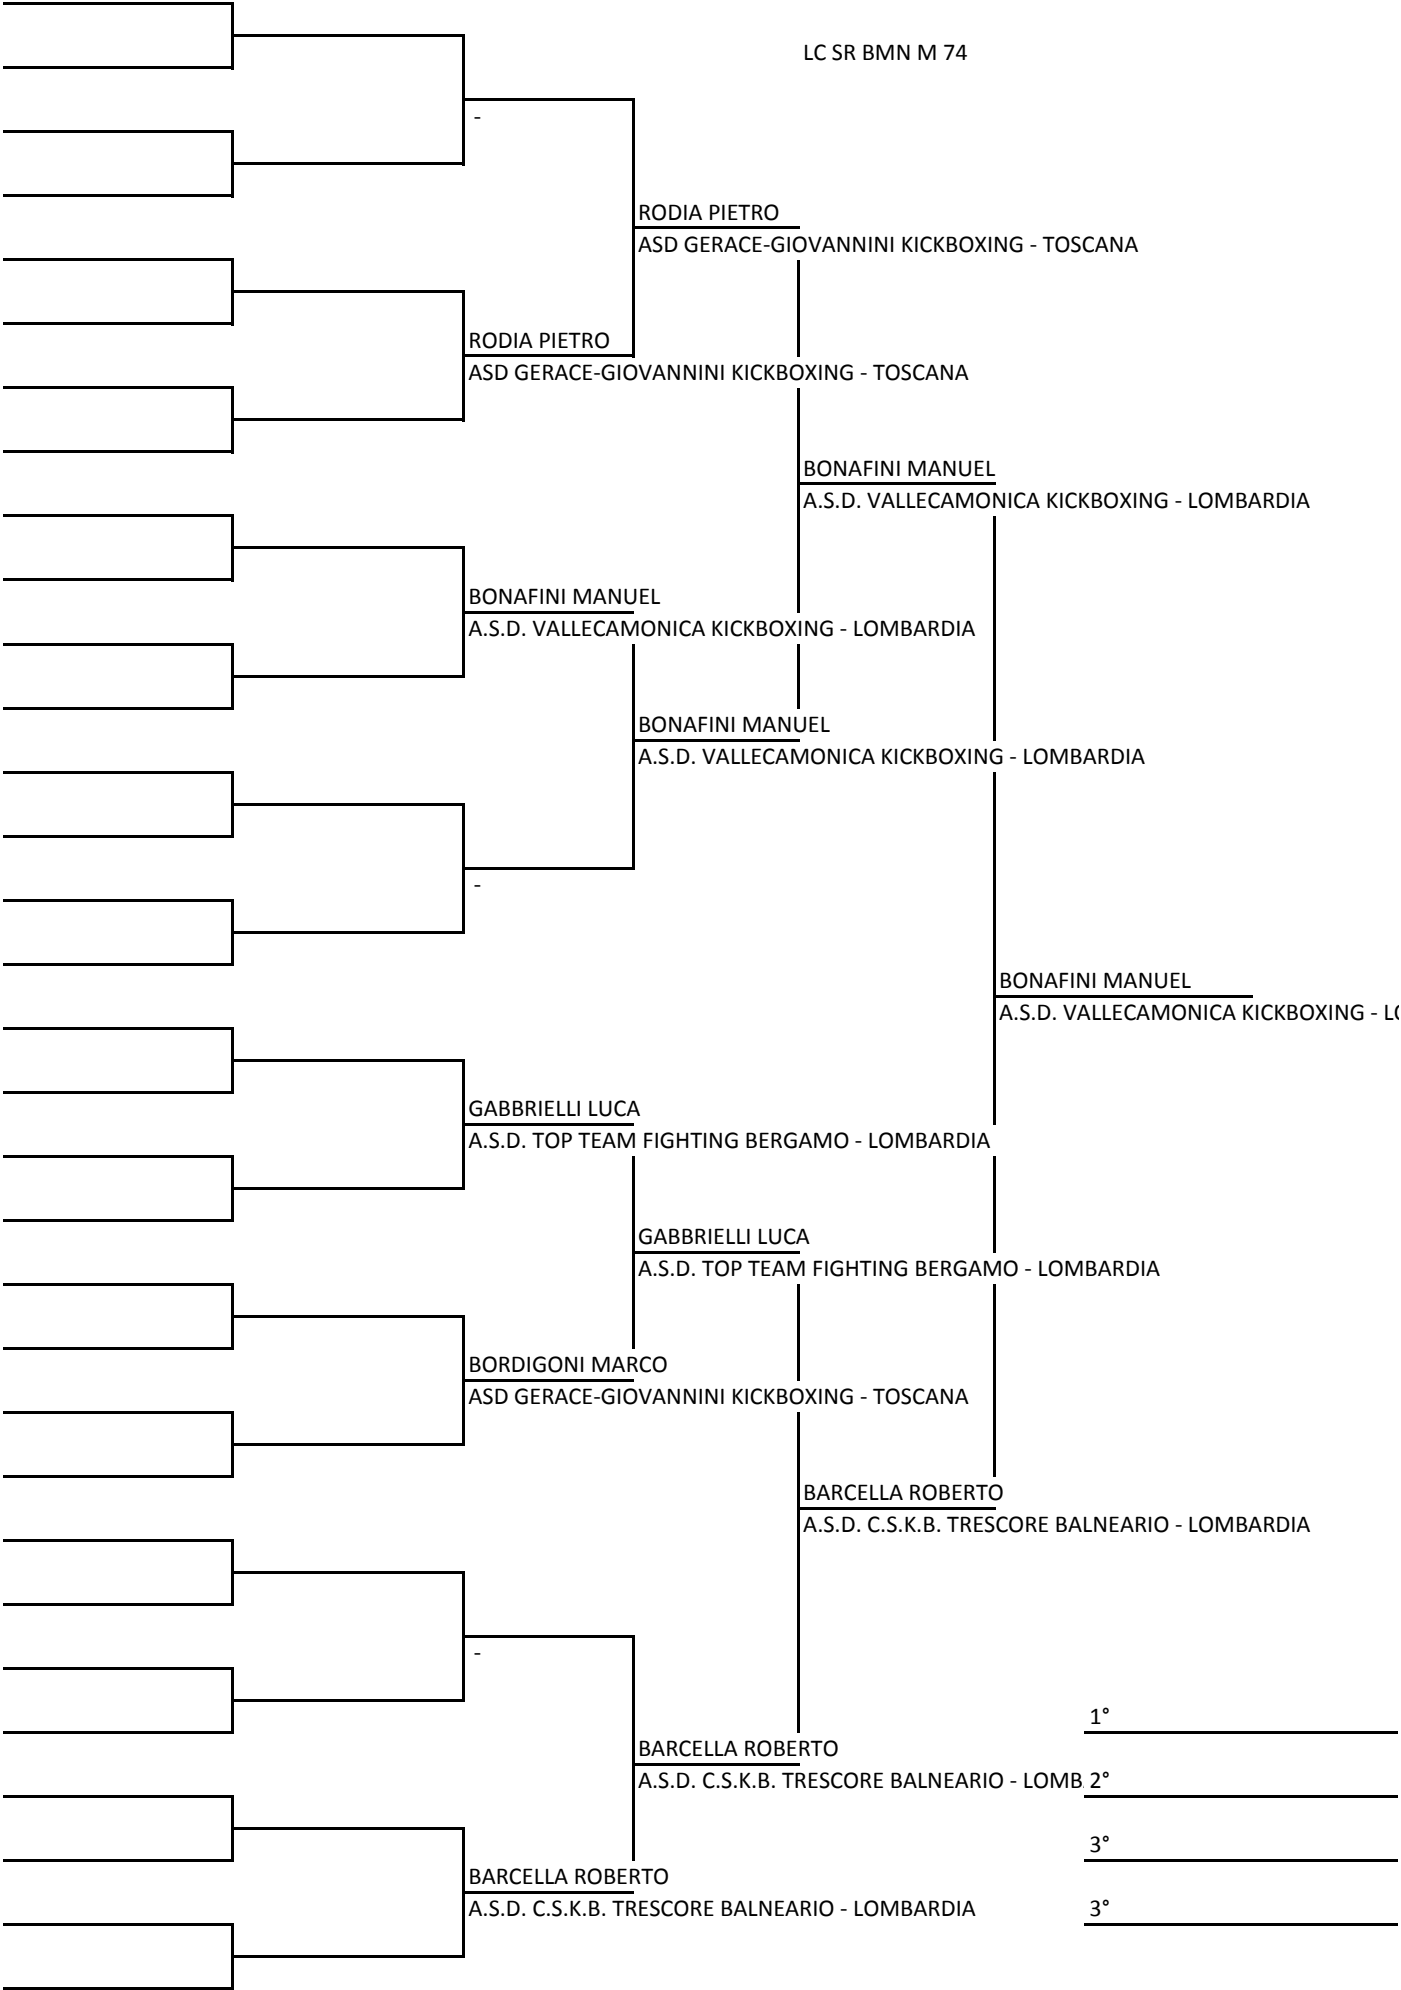 LC SR BMN M 74
-
RODIA PIETRO
ASD GERACE-GIOVANNINI KICKBOXING - TOSCANA
RODIA PIETRO
ASD GERACE-GIOVANNINI KICKBOXING - TOSCANA
BONAFINI MANUEL
A.S.D. VALLECAMONICA KICKBOXING - LOMBARDIA
BONAFINI MANUEL
A.S.D. VALLECAMONICA KICKBOXING - LOMBARDIA
BONAFINI MANUEL
A.S.D. VALLECAMONICA KICKBOXING - LOMBARDIA
-
BONAFINI MANUEL
A.S.D. VALLECAMONICA KICKBOXING - LO
GABBRIELLI LUCA
A.S.D. TOP TEAM FIGHTING BERGAMO - LOMBARDIA
GABBRIELLI LUCA
A.S.D. TOP TEAM FIGHTING BERGAMO - LOMBARDIA
BORDIGONI MARCO
ASD GERACE-GIOVANNINI KICKBOXING - TOSCANA
BARCELLA ROBERTO
A.S.D. C.S.K.B. TRESCORE BALNEARIO - LOMBARDIA
-
1°
BARCELLA ROBERTO
A.S.D. C.S.K.B. TRESCORE BALNEARIO - LOMB
2°
3°
BARCELLA ROBERTO
A.S.D. C.S.K.B. TRESCORE BALNEARIO - LOMBARDIA
3°